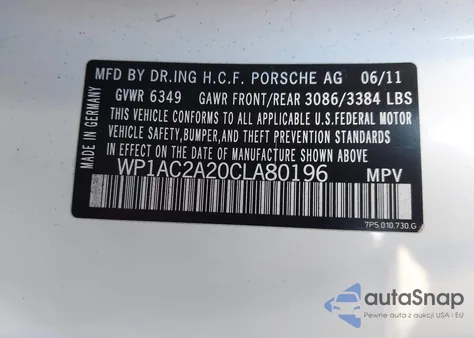 MFD BY DR.ING H.C.F. PORSCHE AG 06/11
GVWR 6349 GAWR FRONT/REAR 3086/3384 LBS
THIS VEHICLE CONFORMS TO ALL APPLICABLE U.S.FEDERAL MOTOR
VEHICLE SAFETY,BUMPER,AND THEFT PREVENTION STANDARDS
IN EFFECT ON THE DATE OF MANUFACTURE SHOWN ABOVE.
WP1AC2A20CLA80196 MPV
MADE IN GERMANY
7P5.010.730.G
autoSnap
Pewne auta z aukcji USA i EU